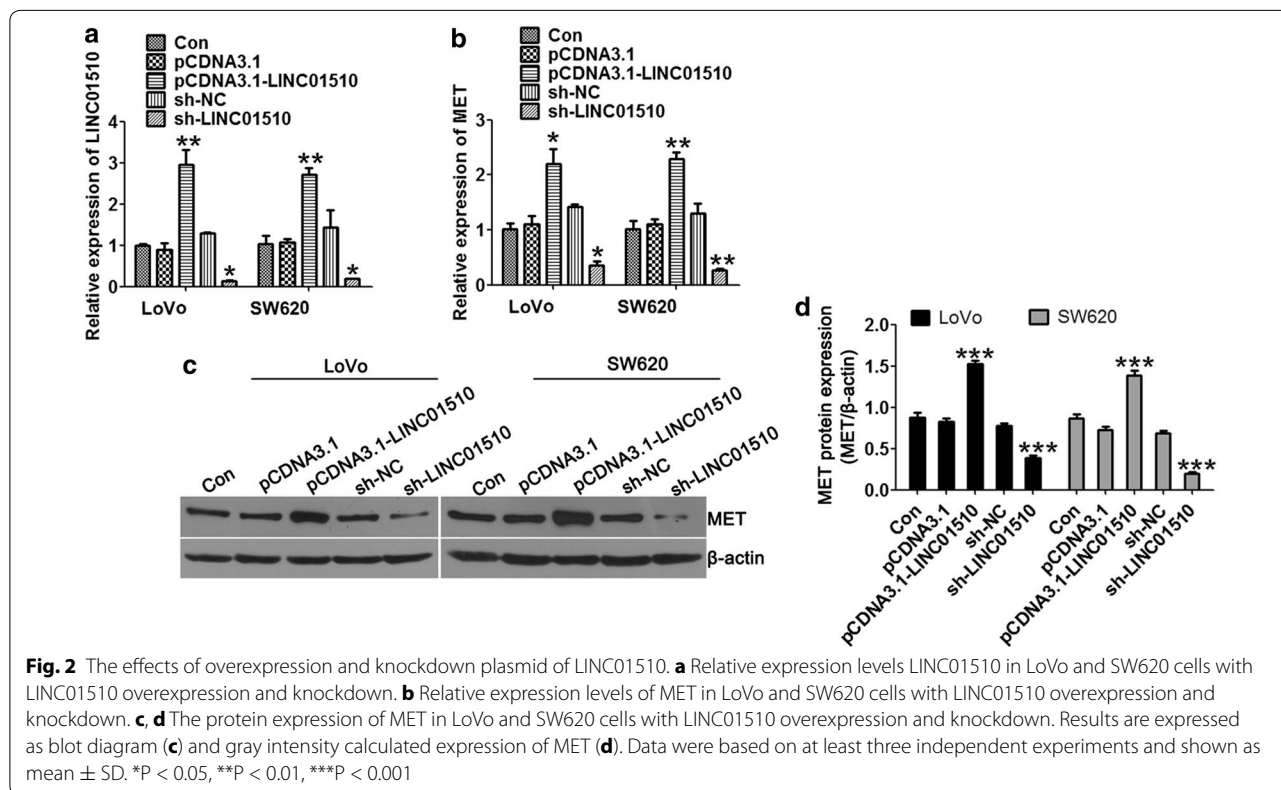 a
Con
pCDNA3.1
pCDNA3.1-LINC01510
sh-NC
sh-LINC01510
Relative expression of LINC01510
4
3
2
1
0
**
*
**
*
LoVo
SW620
b
Con
pCDNA3.1
pCDNA3.1-LINC01510
sh-NC
sh-LINC01510
Relative expression of MET
3
2
1
0
*
*
**
**
LoVo
SW620
c
LoVo
SW620
Con
pCDNA3.1
pCDNA3.1-LINC01510
sh-NC
sh-LINC01510
Con
pCDNA3.1
pCDNA3.1-LINC01510
sh-NC
sh-LINC01510
MET
β-actin
d
LoVo
SW620
MET protein expression
(MET/β-actin)
2.0
1.5
1.0
0.5
0.0
***
***
***
***
Con
pCDNA3.1
pCDNA3.1-LINC01510
sh-NC
sh-LINC01510
Con
pCDNA3.1
pCDNA3.1-LINC01510
sh-NC
sh-LINC01510
Fig. 2 The effects of overexpression and knockdown plasmid of LINC01510. a Relative expression levels LINC01510 in LoVo and SW620 cells with
LINC01510 overexpression and knockdown. b Relative expression levels of MET in LoVo and SW620 cells with LINC01510 overexpression and
knockdown. c, d The protein expression of MET in LoVo and SW620 cells with LINC01510 overexpression and knockdown. Results are expressed
as blot diagram (c) and gray intensity calculated expression of MET (d). Data were based on at least three independent experiments and shown as
mean ± SD. *P < 0.05, **P < 0.01, ***P < 0.001